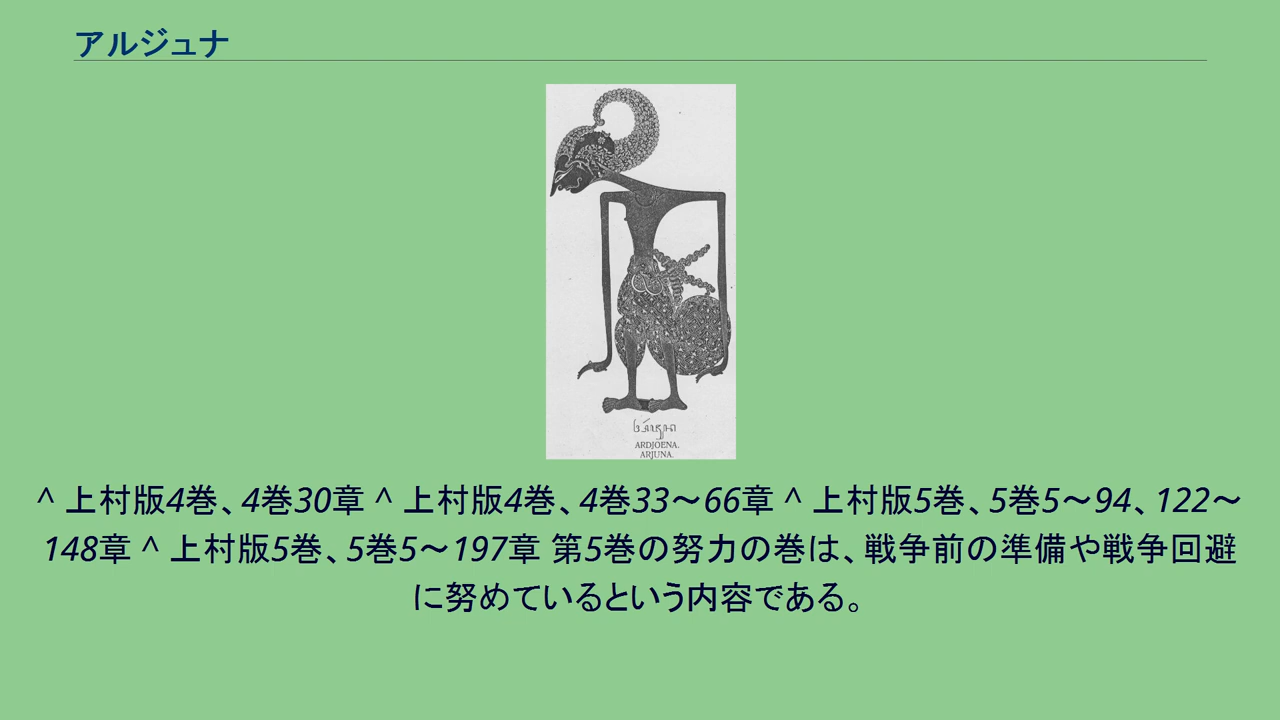 アルジュナ
ARDJOENA.
ARJUNA.
^ 上村版4巻、4巻30章 ^ 上村版4巻、4巻33〜66章 ^ 上村版5巻、5巻5〜94、122〜
148章 ^ 上村版5巻、5巻5〜197章 第5巻の努力の巻は、戦争前の準備や戦争回避
に努めているという内容である。